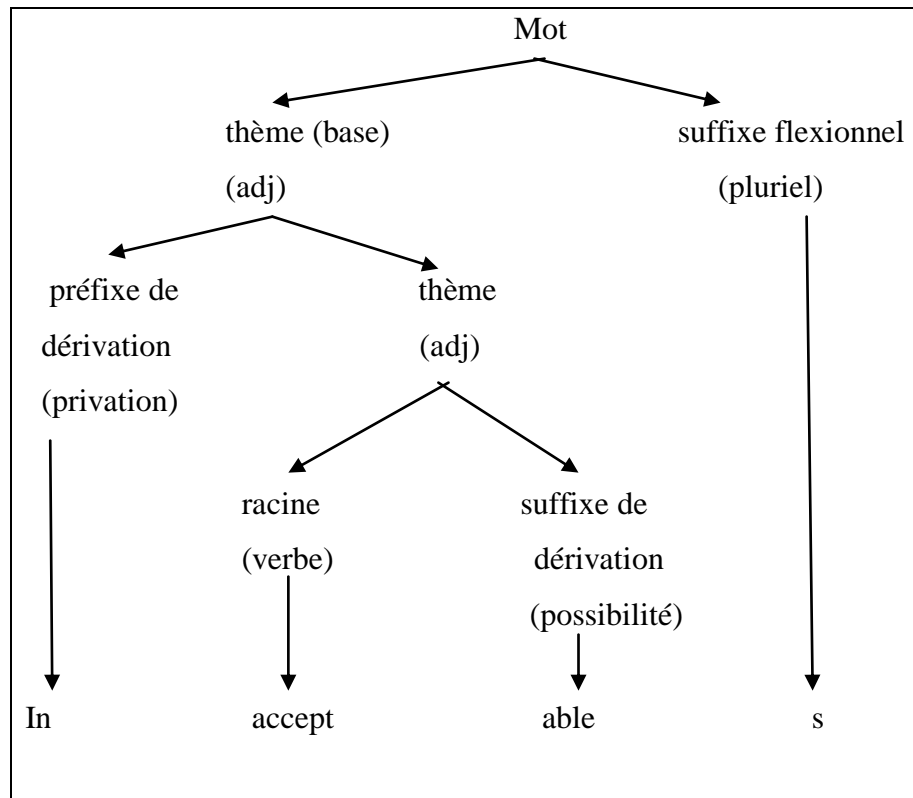 Mot
thème (base) suffixe flexionnel
(adj) (pluriel)
préfixe de thème
dérivation (adj)
(privation)
racine suffixe de
(verbe) dérivation
(possibilité)
In accept able s